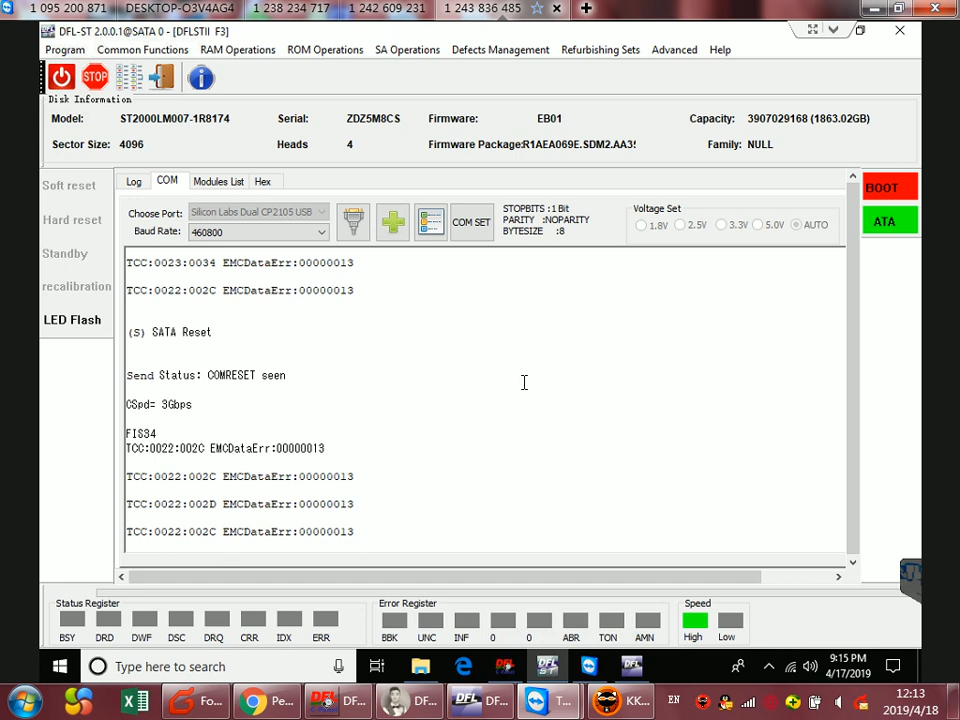 1 095 200 871 DESKTOP-O3V4AG4 1 238 234 717 1 242 609 231 1 243 836 485
DFL-ST 2.0.0.1@SATA 0 - [DFLSTII F3]
Program Common Functions RAM Operations ROM Operations SA Operations Defects Management Refurbishing Sets Advanced Help
STOP
Disk Information
Model: ST2000LM007-1R8174 Serial: ZDZ5M8CS Firmware: EB01 Capacity: 3907029168 (1863.02GB)
Sector Size: 4096 Heads 4 Firmware Package: R1AEA069E.SDM2.AA35 Family: NULL
Soft reset
Hard reset
Standby
recalibration
LED Flash
Log COM Modules List Hex
Choose Port: Silicon Labs Dual CP2105 USB
Baud Rate: 460800
COM SET
STOPBITS :1 Bit
PARITY :NOPARITY
BYTESIZE :8
Voltage Set
1.8V 2.5V 3.3V 5.0V AUTO
BOOT
ATA
TCC:0023:0034 EMCDataErr:00000013
TCC:0022:002C EMCDataErr:00000013
(S) SATA Reset
Send Status: COMRESET seen
CSpd= 3Gbps
FIS34
TCC:0022:002C EMCDataErr:00000013
TCC:0022:002C EMCDataErr:00000013
TCC:0022:002D EMCDataErr:00000013
TCC:0022:002C EMCDataErr:00000013
Status Register
BSY DRD DWF DSC DRQ CRR IDX ERR
Error Register
BBK UNC INF 0 0 ABR TON AMN
Speed
High Low
Type here to search
DFL ST DFL
9:15 PM
4/17/2019
Fo... Pe... DF... DF... DF... T... KK...
EN
12:13
2019/4/18